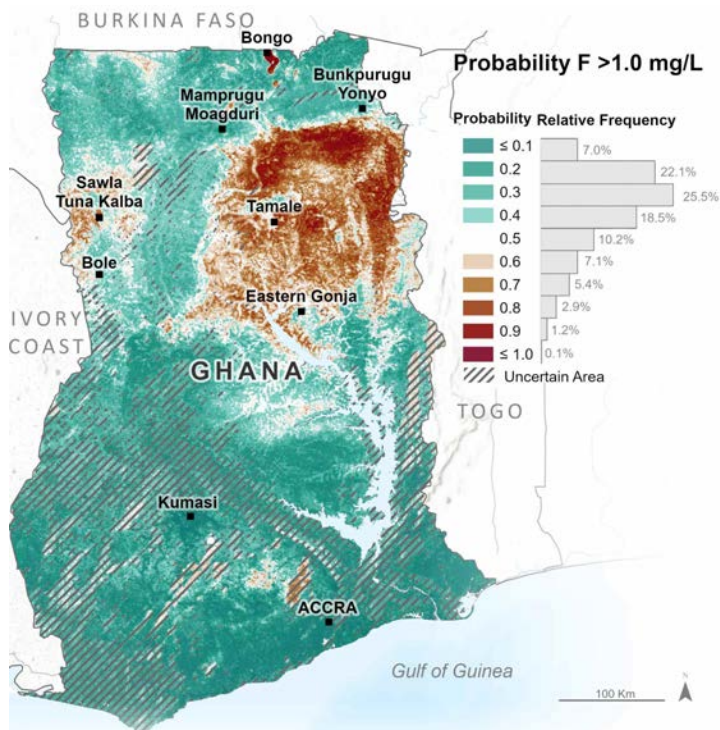 BURKINA FASO
Bongo
Probability F >1.0 mg/L
Bunkpurugu
Yonyo
Mamprugu
Moagduri
Probability Relative Frequency
≤ 0.1 7.0%
0.2 22.1%
0.3 25.5%
0.4 18.5%
0.5 10.2%
0.6 7.1%
0.7 5.4%
0.8 2.9%
0.9 1.2%
≤ 1.0 0.1%
Uncertain Area
Sawla
Tuna Kalba
Tamale
Bole
Eastern Gonja
IVORY
COAST
GHANA
TOGO
Kumasi
ACCRA
Gulf of Guinea
100 Km
N